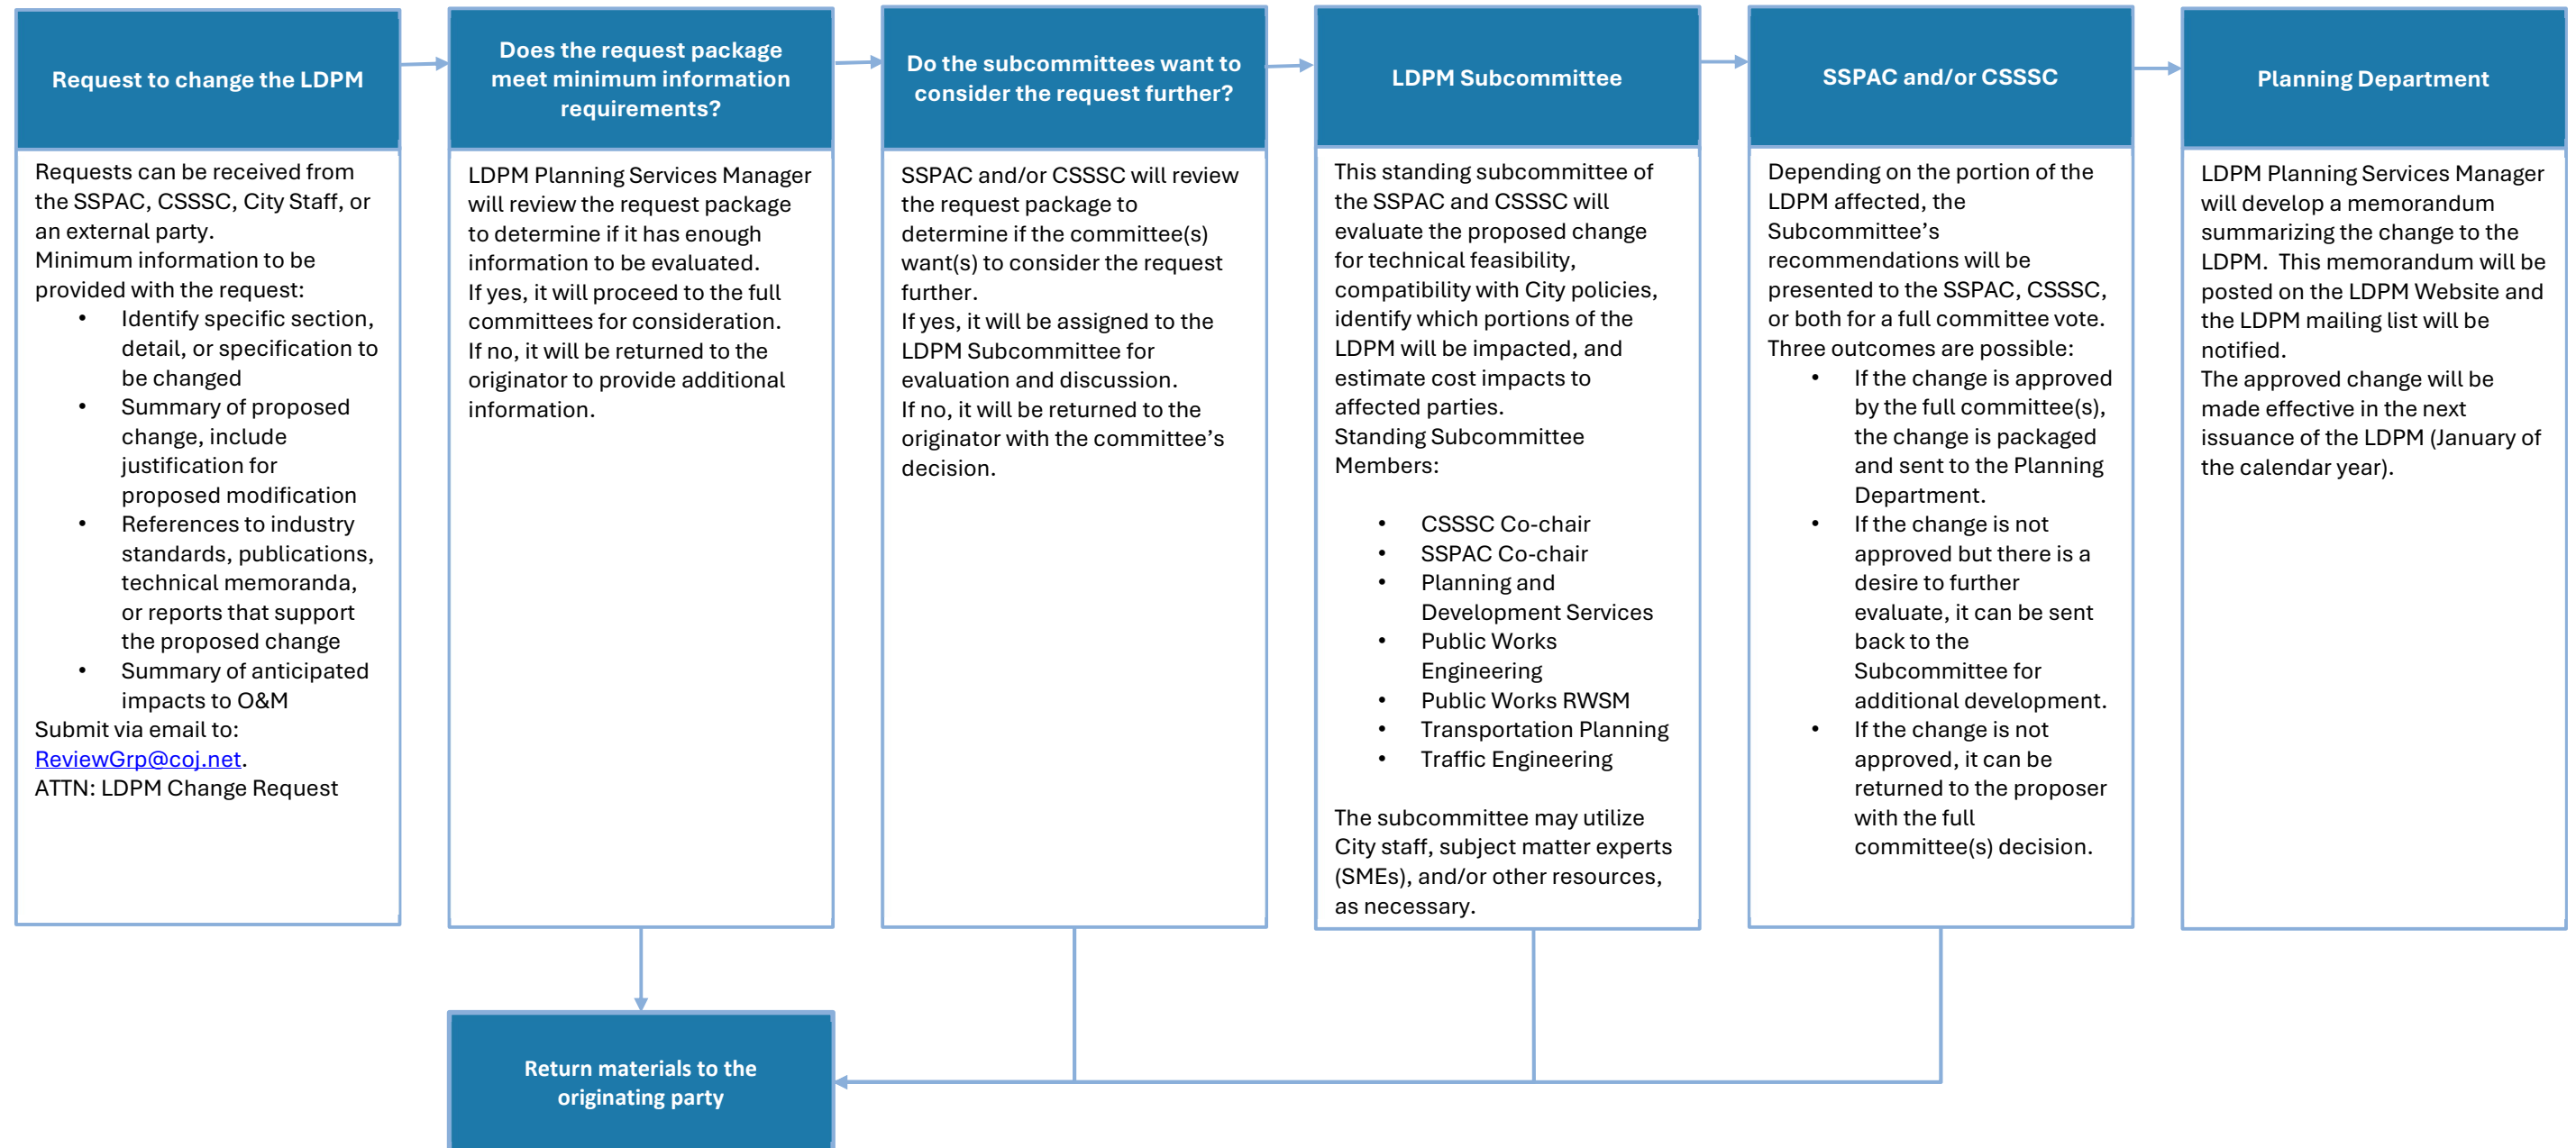 Request to change the LDPM
Requests can be received from
the SSPAC, CSSSC, City Staff, or
an external party.
Minimum information to be
provided with the request:
• Identify specific section,
detail, or specification to
be changed
• Summary of proposed
change, include
justification for
proposed modification
• References to industry
standards, publications,
technical memoranda,
or reports that support
the proposed change
• Summary of anticipated
impacts to O&M
Submit via email to:
ReviewGrp@coj.net.
ATTN: LDPM Change Request
Does the request package
meet minimum information
requirements?
LDPM Planning Services Manager
will review the request package
to determine if it has enough
information to be evaluated.
If yes, it will proceed to the full
committees for consideration.
If no, it will be returned to the
originator to provide additional
information.
Do the subcommittees want to
consider the request further?
SSPAC and/or CSSSC will review
the request package to
determine if the committee(s)
want(s) to consider the request
further.
If yes, it will be assigned to the
LDPM Subcommittee for
evaluation and discussion.
If no, it will be returned to the
originator with the committee’s
decision.
LDPM Subcommittee
This standing subcommittee of
the SSPAC and CSSSC will
evaluate the proposed change
for technical feasibility,
compatibility with City policies,
identify which portions of the
LDPM will be impacted, and
estimate cost impacts to
affected parties.
Standing Subcommittee
Members:
• CSSSC Co-chair
• SSPAC Co-chair
• Planning and
Development Services
• Public Works
Engineering
• Public Works RWSM
• Transportation Planning
• Traffic Engineering
The subcommittee may utilize
City staff, subject matter experts
(SMEs), and/or other resources,
as necessary.
SSPAC and/or CSSSC
Depending on the portion of the
LDPM affected, the
Subcommittee’s
recommendations will be
presented to the SSPAC, CSSSC,
or both for a full committee vote.
Three outcomes are possible:
• If the change is approved
by the full committee(s),
the change is packaged
and sent to the Planning
Department.
• If the change is not
approved but there is a
desire to further
evaluate, it can be sent
back to the
Subcommittee for
additional development.
• If the change is not
approved, it can be
returned to the proposer
with the full
committee(s) decision.
Planning Department
LDPM Planning Services Manager
will develop a memorandum
summarizing the change to the
LDPM.  This memorandum will be
posted on the LDPM Website and
the LDPM mailing list will be
notified.
The approved change will be
made effective in the next
issuance of the LDPM (January of
the calendar year).
Return materials to the
originating party